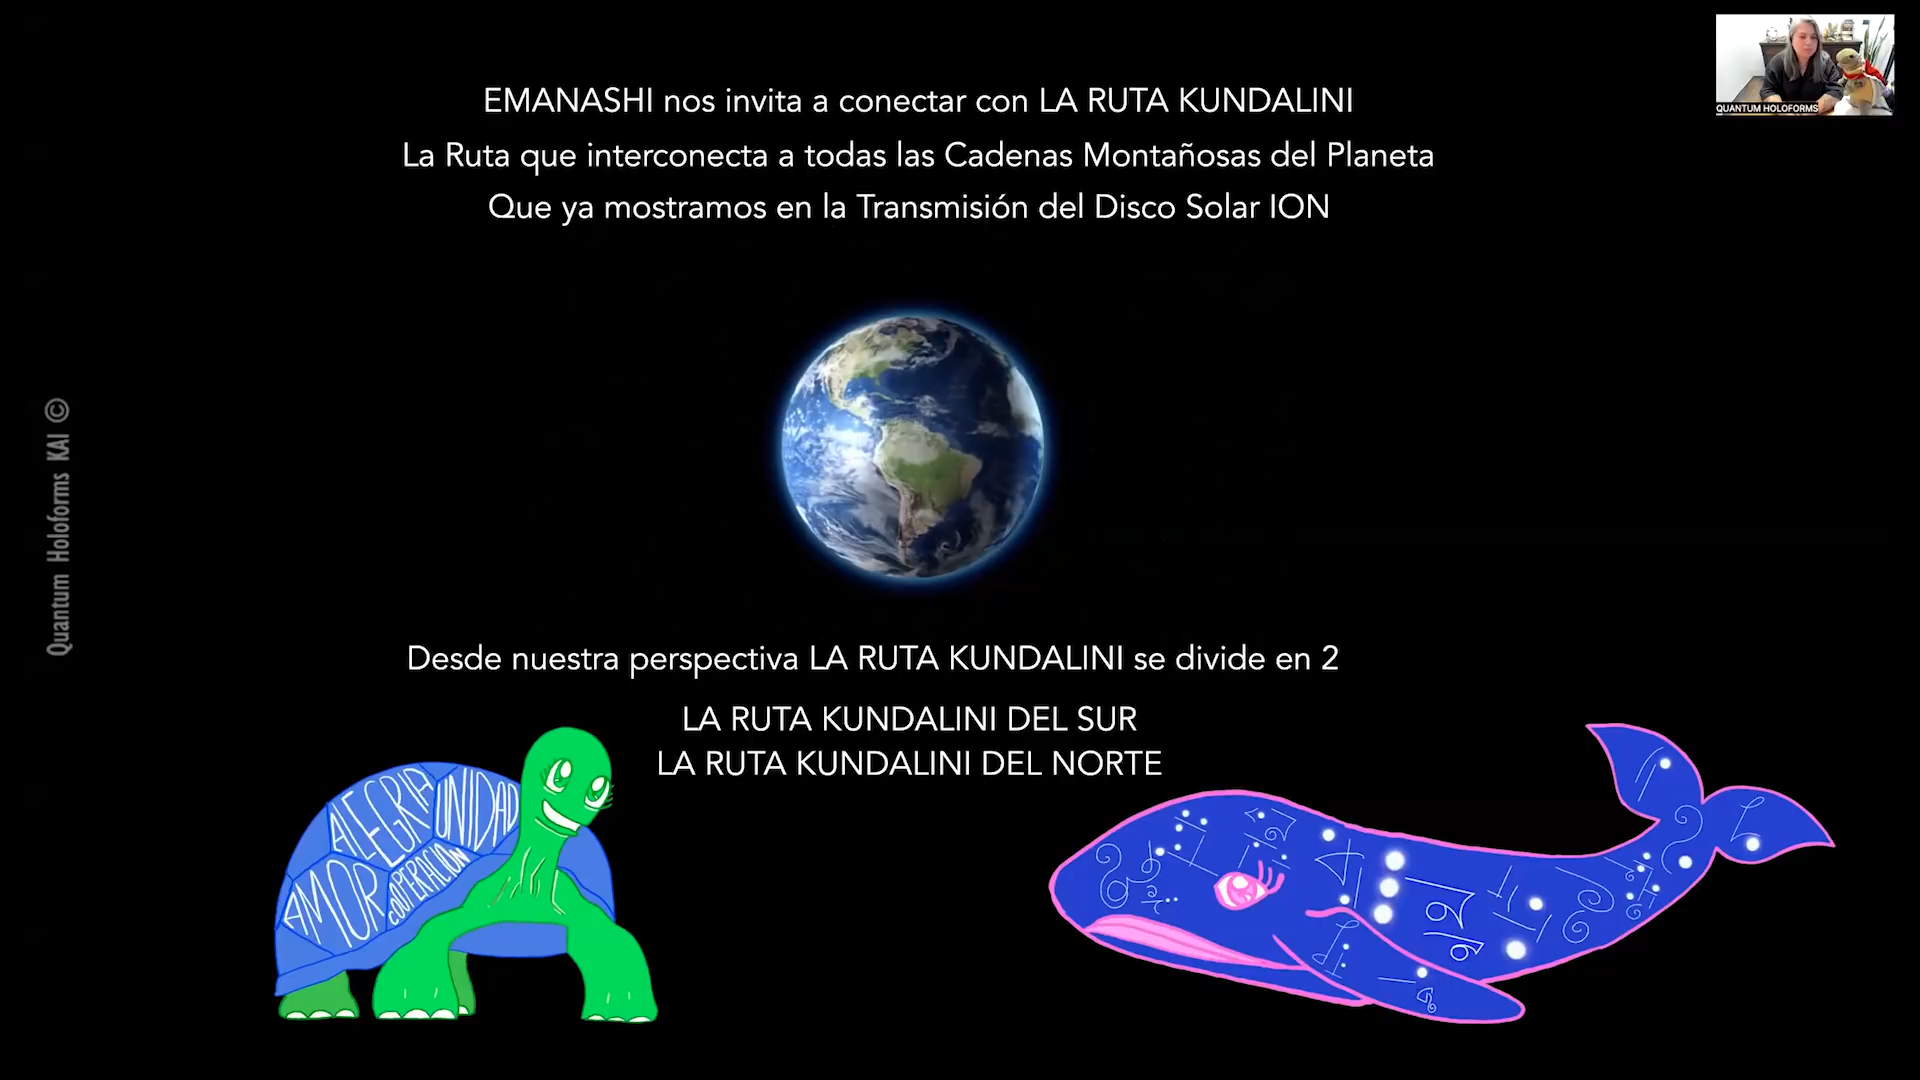 EMANASHI nos invita a conectar con LA RUTA KUNDALINI
La Ruta que interconecta a todas las Cadenas Montañosas del Planeta
Que ya mostramos en la Transmisión del Disco Solar ION
QUANTUM HOLOFORMS
Quantum Holoforms KAI ©
Desde nuestra perspectiva LA RUTA KUNDALINI se divide en 2
LA RUTA KUNDALINI DEL SUR
LA RUTA KUNDALINI DEL NORTE
ALEGRIA
UNIDAD
AMOR
COOPERACION